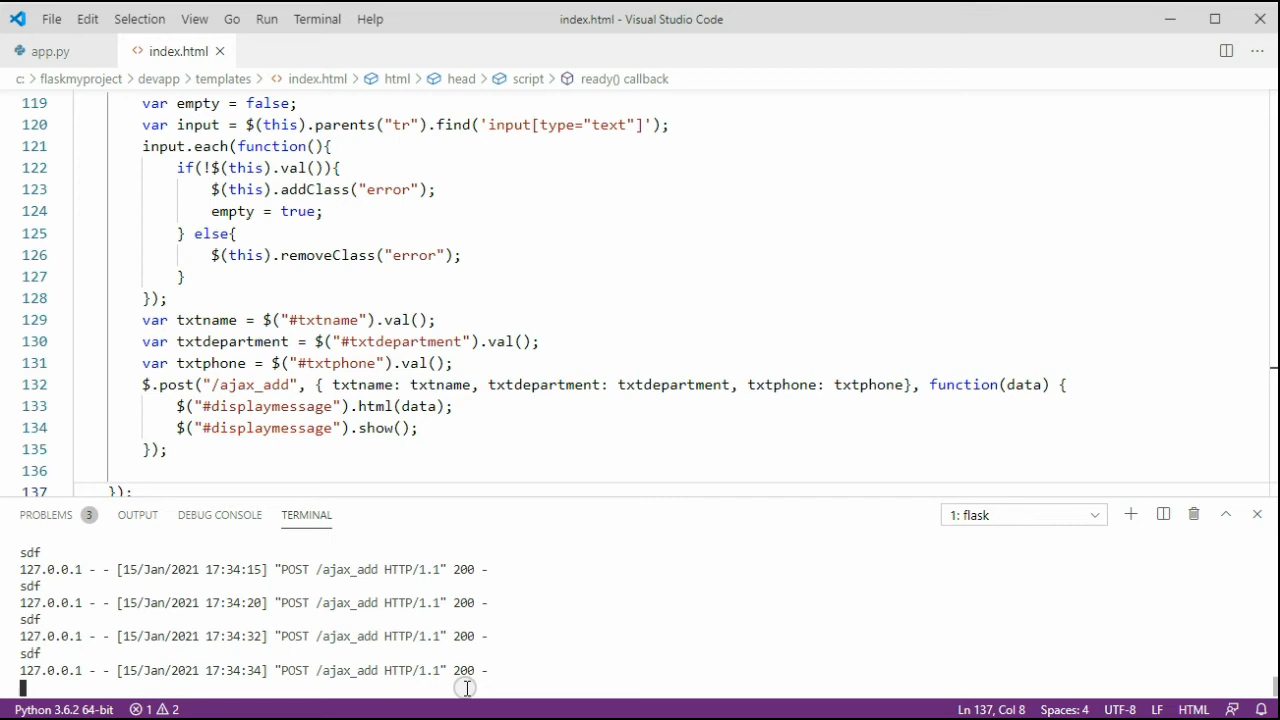 File Edit Selection View Go Run Terminal Help index.html - Visual Studio Code
app.py index.html
c: flaskmyproject devapp templates index.html html head script ready() callback
119 var empty = false;
120 var input = $(this).parents("tr").find('input[type="text"]');
121 input.each(function(){
122 if(!$(this).val()){
123 $(this).addClass("error");
124 empty = true;
125 } else{
126 $(this).removeClass("error");
127 }
128 });
129 var txtname = $("#txtname").val();
130 var txtdepartment = $("#txtdepartment").val();
131 var txtphone = $("#txtphone").val();
132 $.post("/ajax_add", { txtname: txtname, txtdepartment: txtdepartment, txtphone: txtphone}, function(data) {
133 $("#displaymessage").html(data);
134 $("#displaymessage").show();
135 });
136
137 });
PROBLEMS 3 OUTPUT DEBUG CONSOLE TERMINAL 1: flask
sdf
127.0.0.1 - - [15/Jan/2021 17:34:15] "POST /ajax_add HTTP/1.1" 200 -
sdf
127.0.0.1 - - [15/Jan/2021 17:34:20] "POST /ajax_add HTTP/1.1" 200 -
sdf
127.0.0.1 - - [15/Jan/2021 17:34:32] "POST /ajax_add HTTP/1.1" 200 -
sdf
127.0.0.1 - - [15/Jan/2021 17:34:34] "POST /ajax_add HTTP/1.1" 200 -
Python 3.6.2 64-bit 1 2 Ln 137, Col 8 Spaces: 4 UTF-8 LF HTML